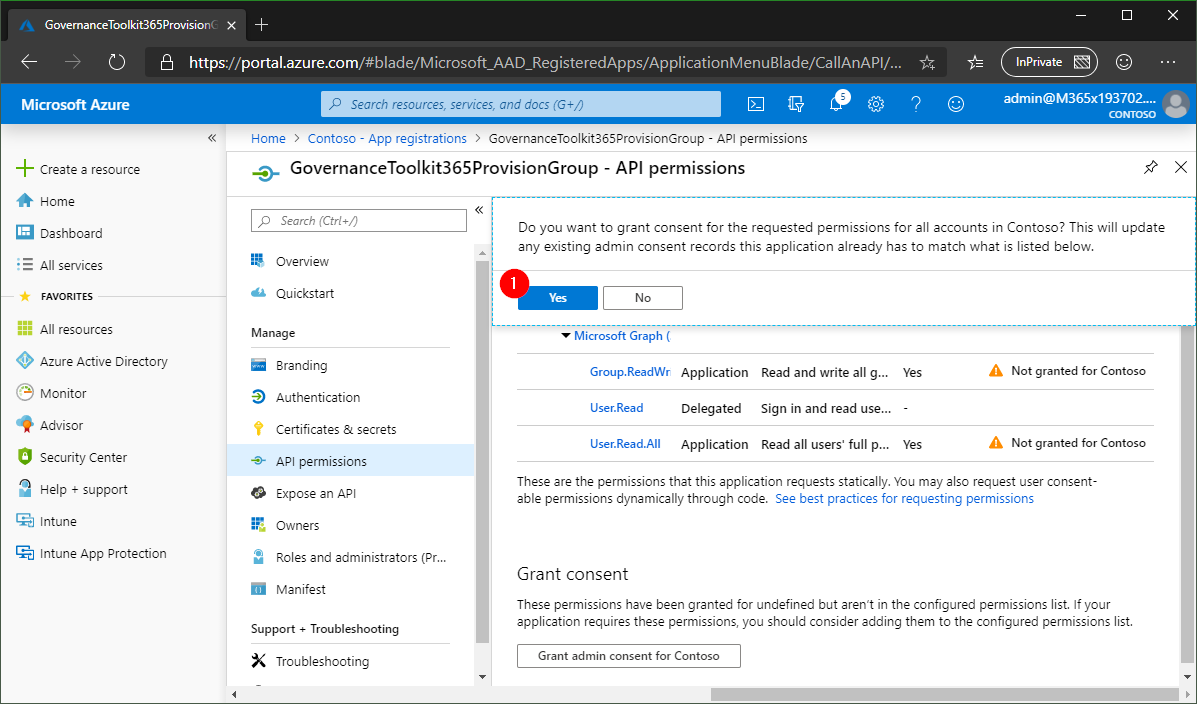 GovernanceToolkit365ProvisionG
https://portal.azure.com/#blade/Microsoft_AAD_RegisteredApps/ApplicationMenuBlade/CallAnAPI/...
InPrivate
Microsoft Azure
Search resources, services, and docs (G+/)
5
admin@M365x193702....
CONTOSO
Home > Contoso - App registrations > GovernanceToolkit365ProvisionGroup - API permissions
GovernanceToolkit365ProvisionGroup - API permissions
Create a resource
Home
Dashboard
All services
FAVORITES
All resources
Azure Active Directory
Monitor
Advisor
Security Center
Help + support
Intune
Intune App Protection
Search (Ctrl+/)
Overview
Quickstart
Manage
Branding
Authentication
Certificates & secrets
API permissions
Expose an API
Owners
Roles and administrators (Pr...
Manifest
Support + Troubleshooting
Troubleshooting
Do you want to grant consent for the requested permissions for all accounts in Contoso? This will update
any existing admin consent records this application already has to match what is listed below.
1
Yes No
Microsoft Graph (
Group.ReadWr Application Read and write all g... Yes Not granted for Contoso
User.Read Delegated Sign in and read use... -
User.Read.All Application Read all users' full p... Yes Not granted for Contoso
These are the permissions that this application requests statically. You may also request user consent-
able permissions dynamically through code. See best practices for requesting permissions
Grant consent
These permissions have been granted for undefined but aren't in the configured permissions list. If your
application requires these permissions, you should consider adding them to the configured permissions list.
Grant admin consent for Contoso